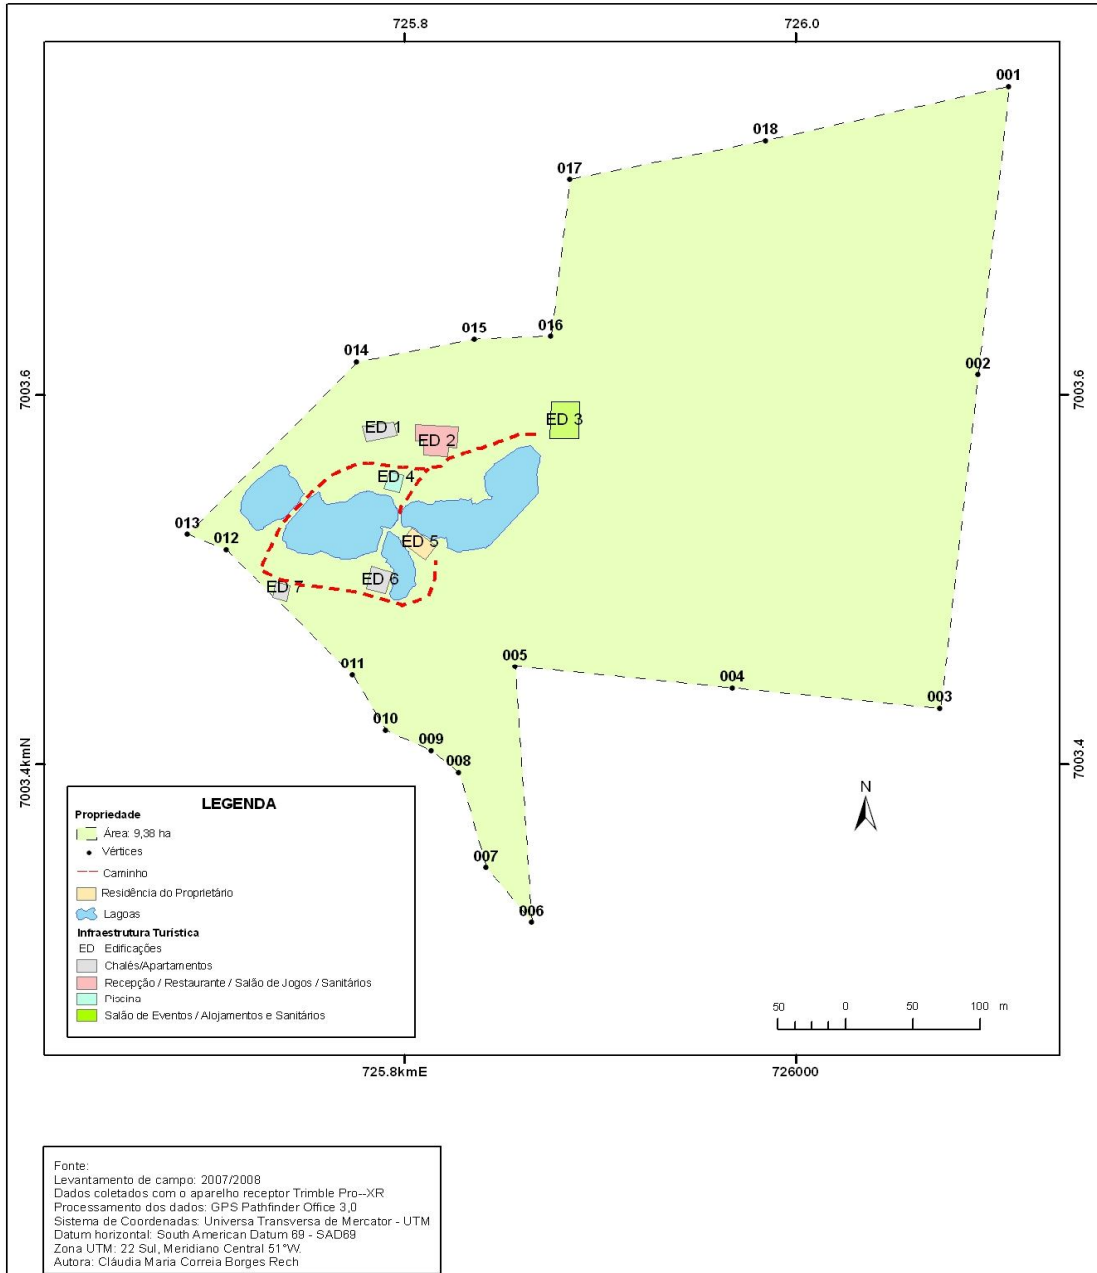 725.8
726.0
001
018
017
002
016
015
014
7003.6
7003.6
ED 3
ED 1
ED 2
ED 4
013
012
ED 5
ED 6
ED 7
005
011
004
003
010
009
008
7003.4kmN
7003.4
N
007
006
LEGENDA
Propriedade
Área: 9,38 ha
Vértices
Caminho
Residência do Proprietário
Lagoas
Infraestrutura Turística
ED Edificações
Chalés/Apartamentos
Recepção / Restaurante / Salão de Jogos / Sanitários
Piscina
Salão de Eventos / Alojamentos e Sanitários
50 0 50 100 m
725.8kmE
726000
Fonte:
Levantamento de campo: 2007/2008
Dados coletados com o aparelho receptor Trimble Pro--XR
Processamento dos dados: GPS Pathfinder Office 3,0
Sistema de Coordenadas: Universa Transversa de Mercator - UTM
Datum horizontal: South American Datum 69 - SAD69
Zona UTM: 22 Sul, Meridiano Central 51°W.
Autora: Cláudia Maria Correia Borges Rech